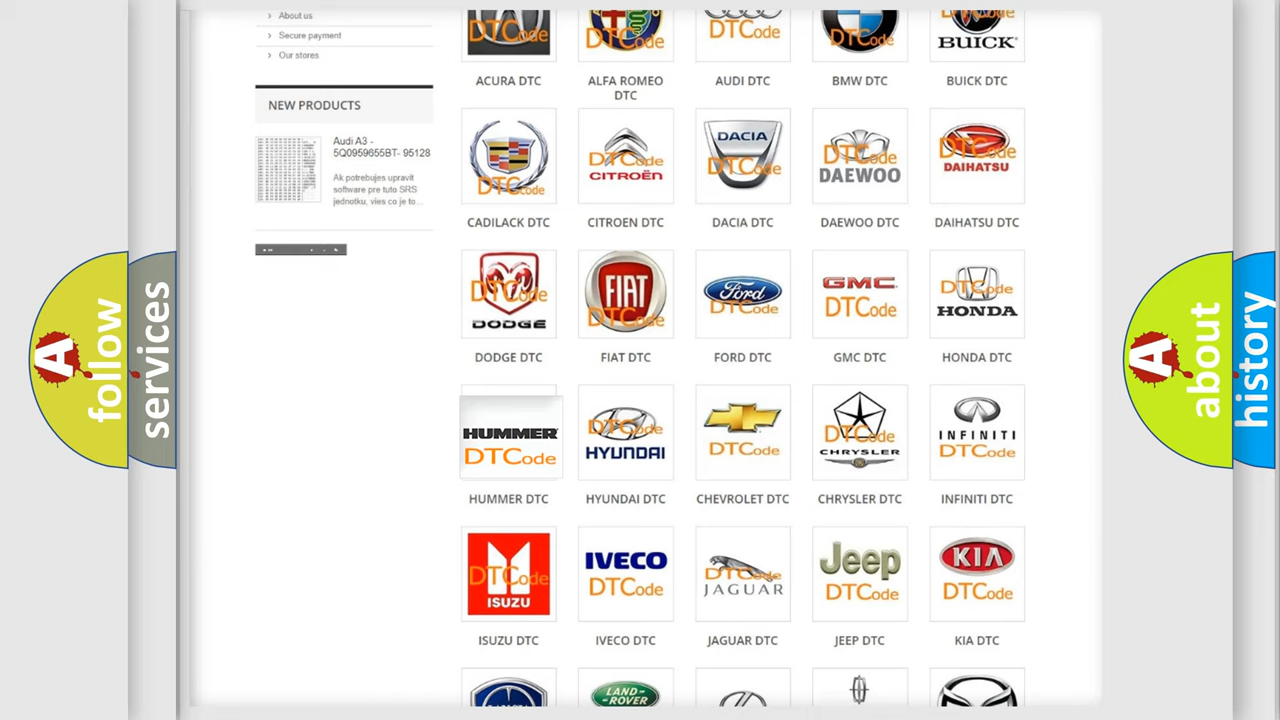 About us
Secure payment
Our stores
NEW PRODUCTS
Audi A3 -
5Q0959655BT- 95128
Ak potrebujes upravit
software pre tuto SRS
jednotku, vies co je to...
follow
services
about
history
DTCode
DTCode
DTCode
DTCode
DTCode
BUICK
ACURA DTC
ALFA ROMEO
DTC
AUDI DTC
BMW DTC
BUICK DTC
DTCode
DTCode
CITROËN
DACIA
DTCode
DTCode
DAEWOO
DTCode
DAIHATSU
CADILACK DTC
CITROEN DTC
DACIA DTC
DAEWOO DTC
DAIHATSU DTC
DTCode
DODGE
FIAT
DTCode
Ford
DTCode
GMC
DTCode
DTCode
HONDA
DODGE DTC
FIAT DTC
FORD DTC
GMC DTC
HONDA DTC
HUMMER
DTCode
DTCode
HYUNDAI
DTCode
DTCode
CHRYSLER
INFINITI
DTCode
HUMMER DTC
HYUNDAI DTC
CHEVROLET DTC
CHRYSLER DTC
INFINITI DTC
DTCode
ISUZU
IVECO
DTCode
DTCode
JAGUAR
Jeep
DTCode
KIA
DTCode
ISUZU DTC
IVECO DTC
JAGUAR DTC
JEEP DTC
KIA DTC
LAND-
ROVER